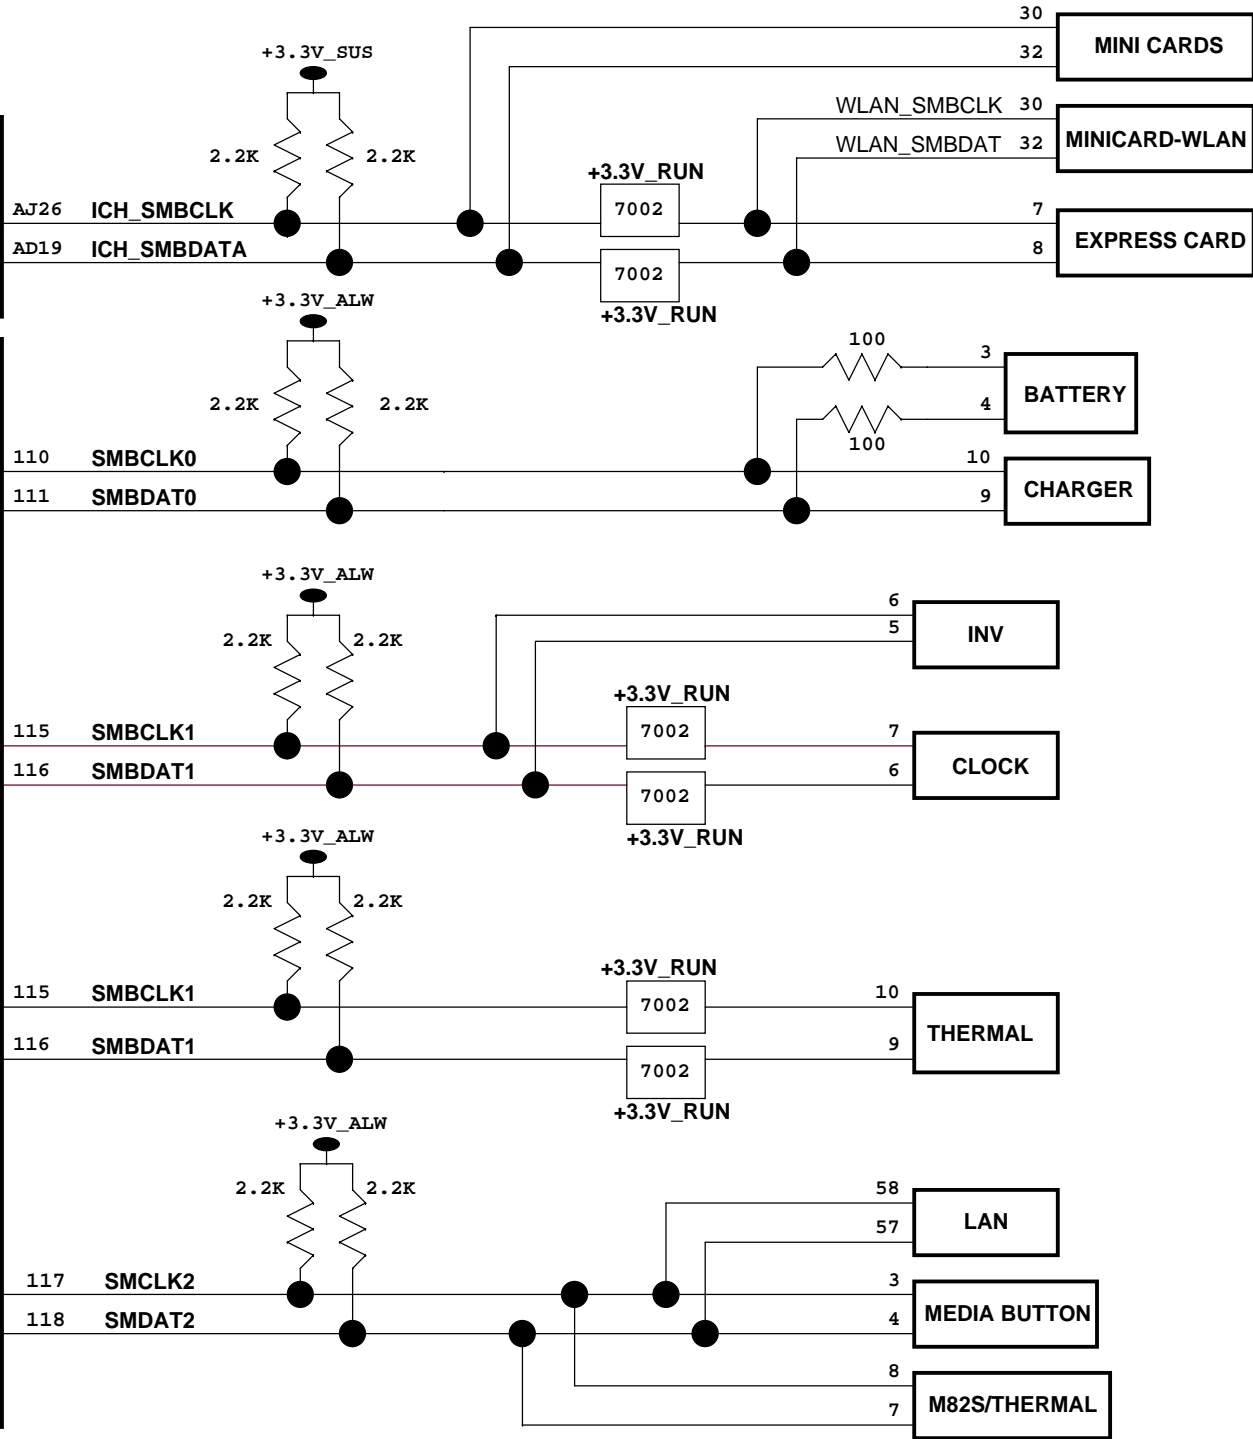 30
MINI CARDS
+3.3V_SUS
32
WLAN_SMBCLK 30
2.2K 2.2K
WLAN_SMBDAT 32
MINICARD-WLAN
+3.3V_RUN
AJ26 ICH_SMBCLK
7002
7
EXPRESS CARD
AD19 ICH_SMBDATA
7002
8
+3.3V_ALW
+3.3V_RUN
100
3
BATTERY
2.2K 2.2K
4
100
110 SMBCLK0
10
CHARGER
111 SMBDAT0
9
+3.3V_ALW
6
5
INV
2.2K 2.2K
+3.3V_RUN
115 SMBCLK1
7002
7
CLOCK
116 SMBDAT1
7002
6
+3.3V_ALW
+3.3V_RUN
2.2K 2.2K
+3.3V_RUN
115 SMBCLK1
7002
10
THERMAL
116 SMBDAT1
7002
9
+3.3V_RUN
+3.3V_ALW
2.2K 2.2K
58
LAN
57
117 SMCLK2
3
MEDIA BUTTON
118 SMDAT2
4
8
M82S/THERMAL
7